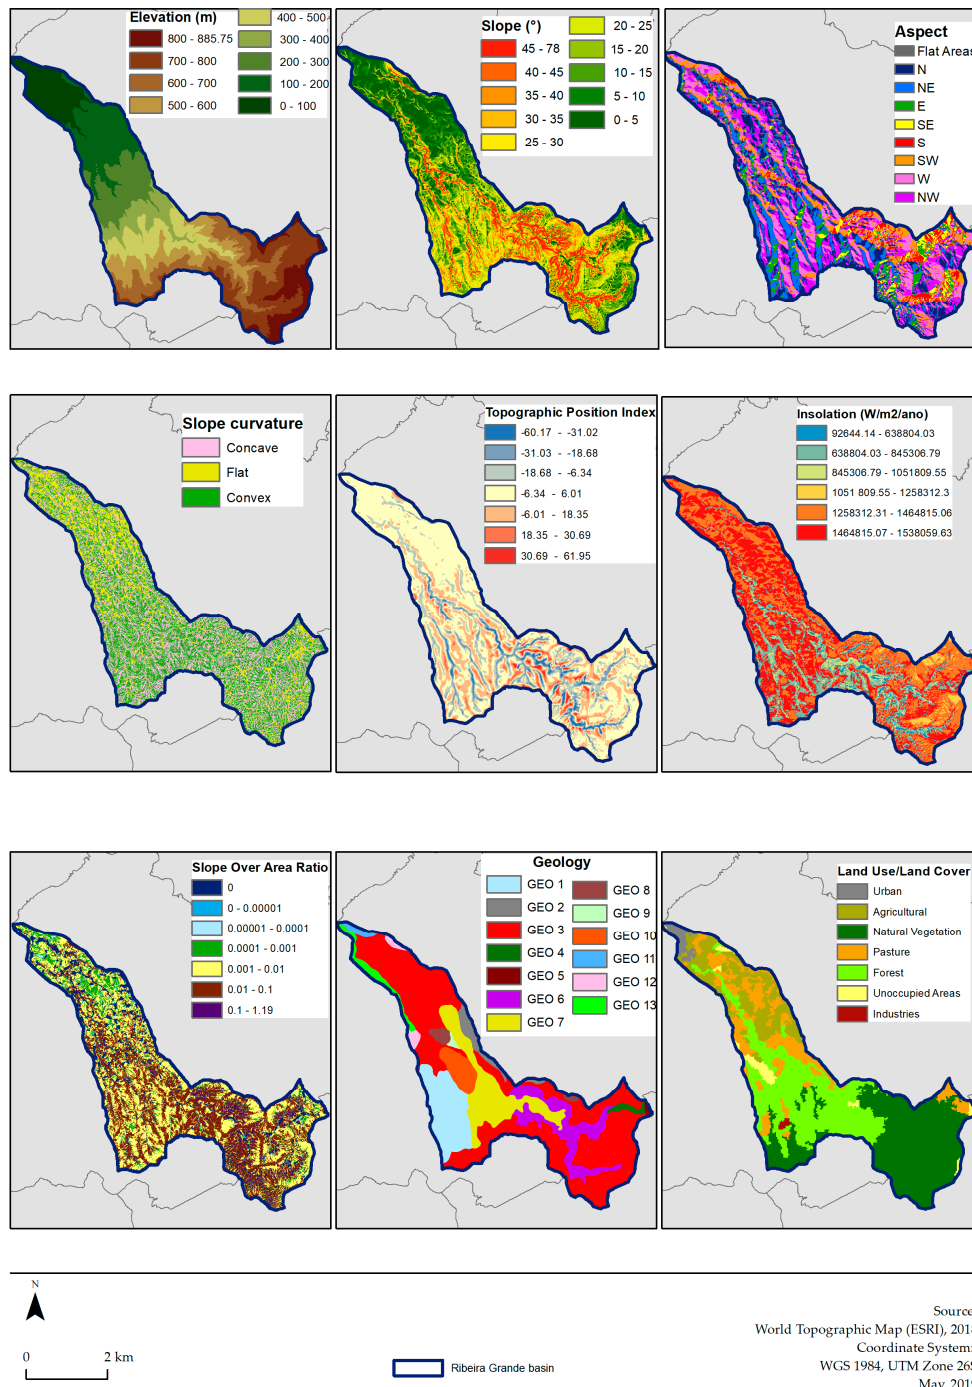 Elevation (m)
800 - 885.75
700 - 800
600 - 700
500 - 600
400 - 500
300 - 400
200 - 300
100 - 200
0 - 100
Slope (°)
45 - 78
40 - 45
35 - 40
30 - 35
25 - 30
20 - 25
15 - 20
10 - 15
5 - 10
0 - 5
Aspect
Flat Areas
N
NE
E
SE
S
SW
W
NW
Slope curvature
Concave
Flat
Convex
Topographic Position Index
-60.17 - -31.02
-31.03 - -18.68
-18.68 - -6.34
-6.34 - 6.01
-6.01 - 18.35
18.35 - 30.69
30.69 - 61.95
Insolation (W/m2/ano)
92644.14 - 638804.03
638804.03 - 845306.79
845306.79 - 1051809.55
1051 809.55 - 1258312.3
1258312.31 - 1464815.06
1464815.07 - 1538059.63
Slope Over Area Ratio
0
0 - 0.00001
0.00001 - 0.0001
0.0001 - 0.001
0.001 - 0.01
0.01 - 0.1
0.1 - 1.19
Geology
GEO 1
GEO 2
GEO 3
GEO 4
GEO 5
GEO 6
GEO 7
GEO 8
GEO 9
GEO 10
GEO 11
GEO 12
GEO 13
Land Use/Land Cover
Urban
Agricultural
Natural Vegetation
Pasture
Forest
Unoccupied Areas
Industries
N
0 2 km
Ribeira Grande basin
Source
World Topographic Map (ESRI), 201
Coordinate System:
WGS 1984, UTM Zone 26S
May, 201